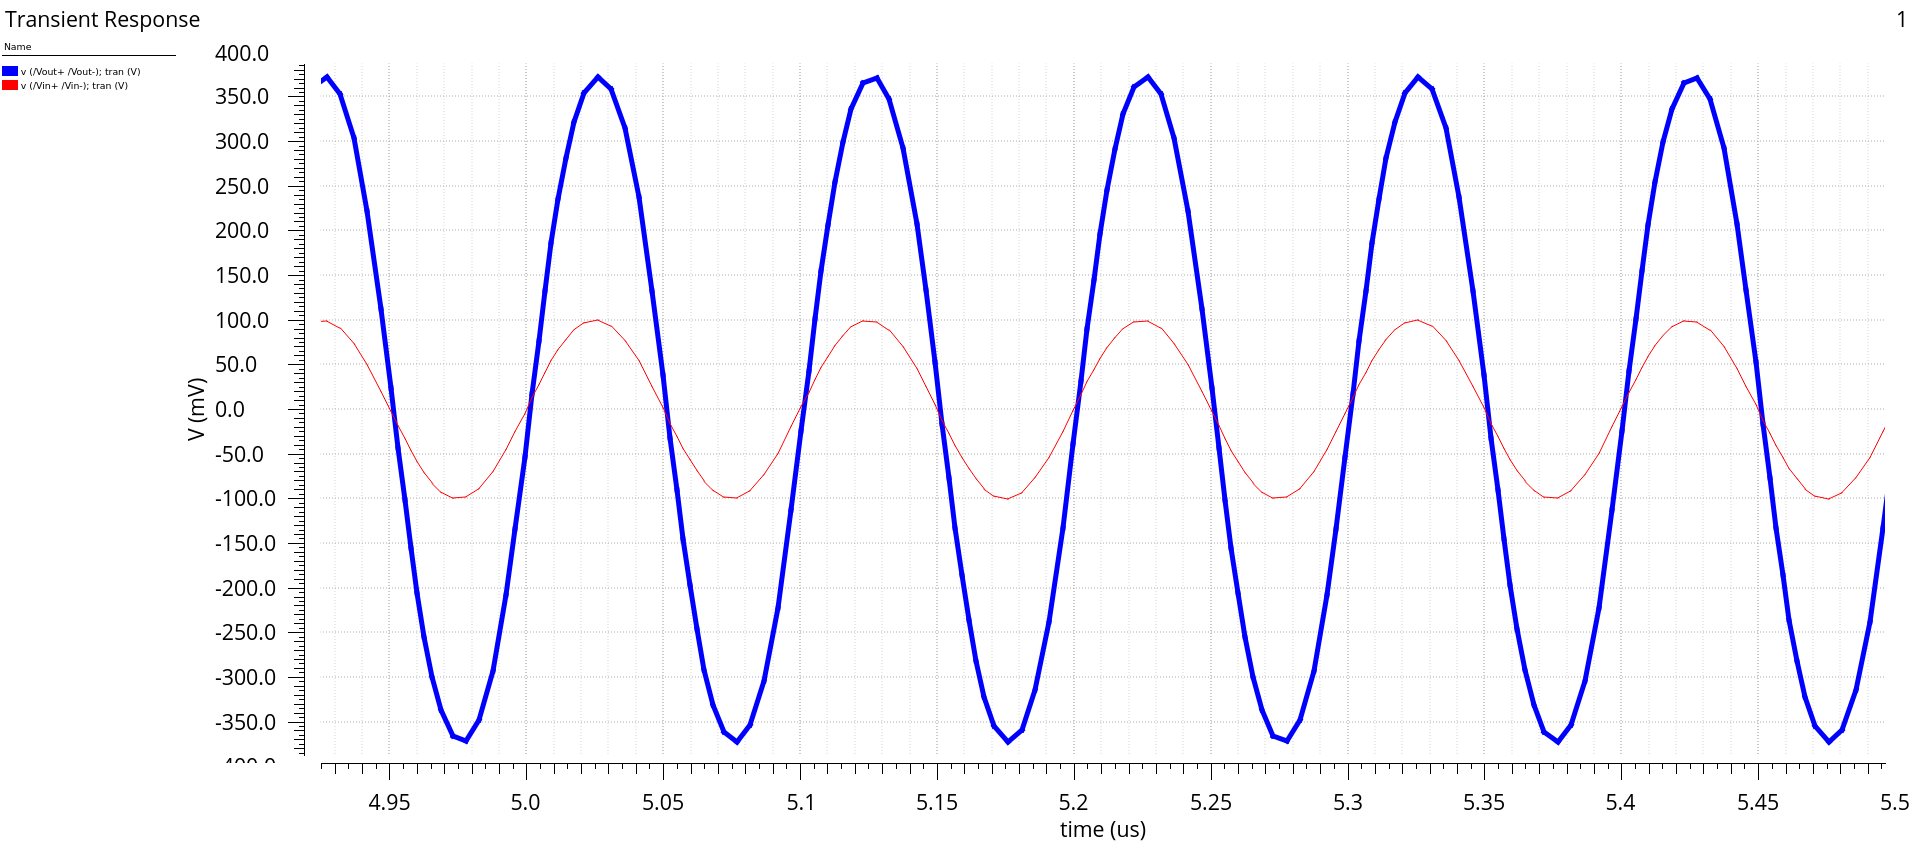 Transient Response
1
Name
v (/Vout+ /Vout-); tran (V)
v (/Vin+ /Vin-); tran (V)
400.0
350.0
300.0
250.0
200.0
150.0
100.0
50.0
0.0
-50.0
-100.0
-150.0
-200.0
-250.0
-300.0
-350.0
-400.0
V (mV)
4.95 5.0 5.05 5.1 5.15 5.2 5.25 5.3 5.35 5.4 5.45 5.5
time (us)